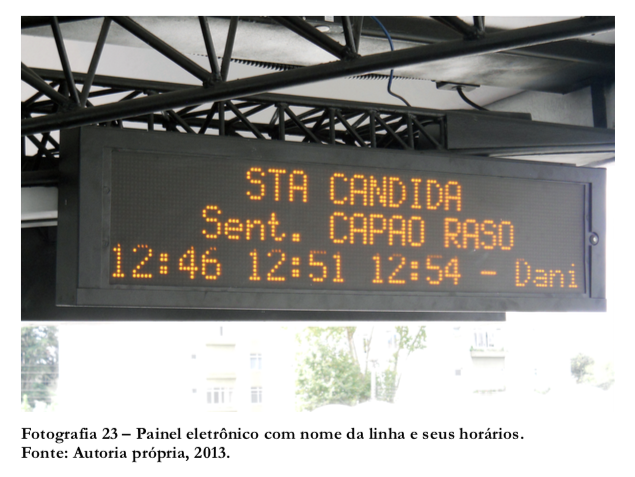 STA CANDIDA
Sent. CAPAO RASO
12:46 12:51 12:54 - Dani
Fotografia 23 – Painel eletrônico com nome da linha e seus horários.
Fonte: Autoria própria, 2013.